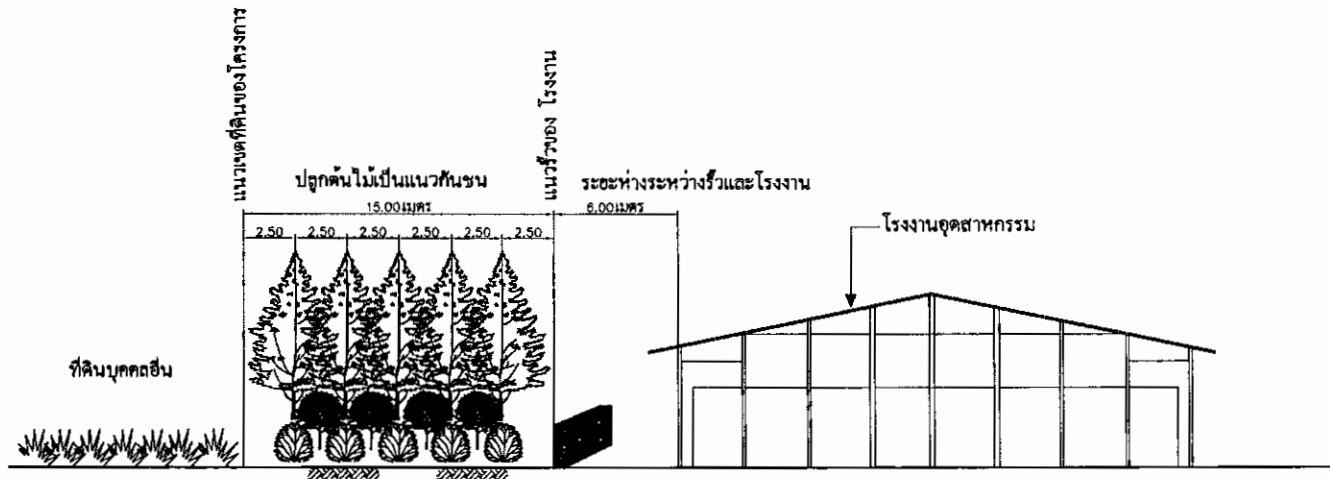 แนวเขตที่ดินของโครงการ
ปลูกต้นไม้เป็นแนวกันชน
15.00เมตร
2.50 2.50 2.50 2.50 2.50 2.50
แนวรั้วของ โรงงาน
ระยะห่างระหว่างรั้วและโรงงาน
6.00เมตร
โรงงานอุตสาหกรรม
ที่ดินบุคคลอื่น